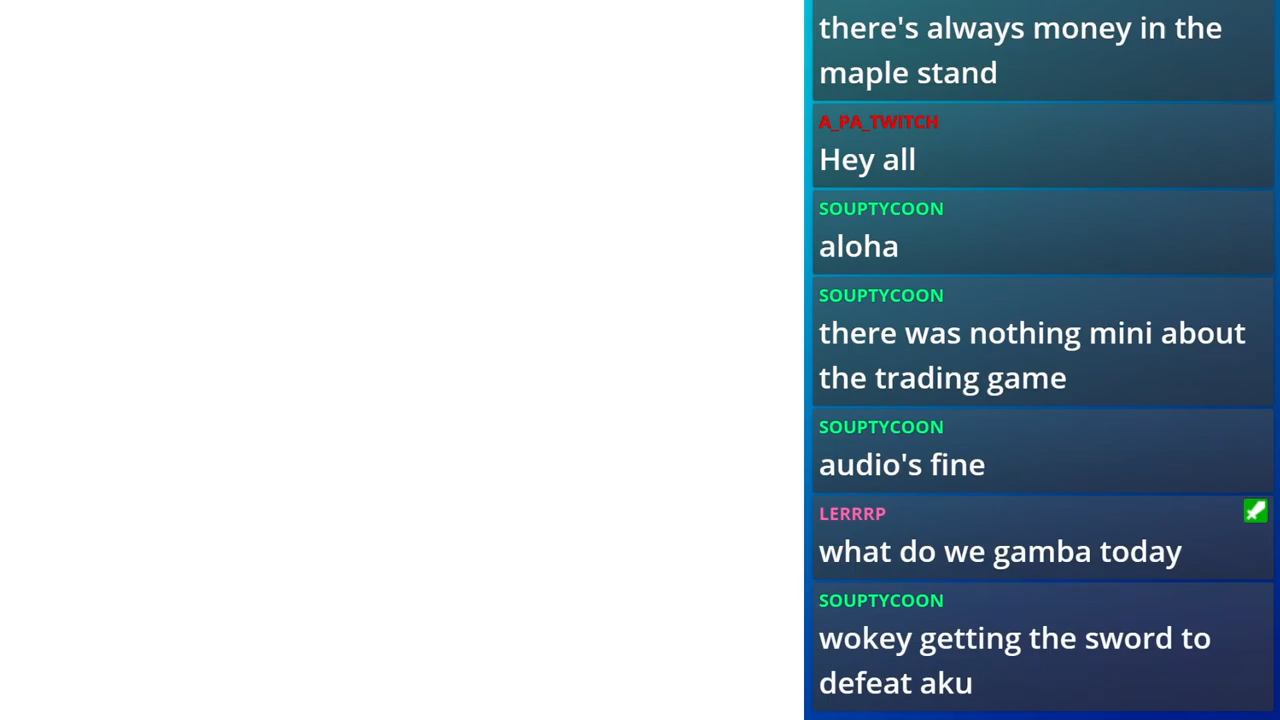 there's always money in the
maple stand
A_PA_TWITCH
Hey all
SOUPTYCOON
aloha
SOUPTYCOON
there was nothing mini about
the trading game
SOUPTYCOON
audio's fine
LERRRP
what do we gamba today
SOUPTYCOON
wokey getting the sword to
defeat aku